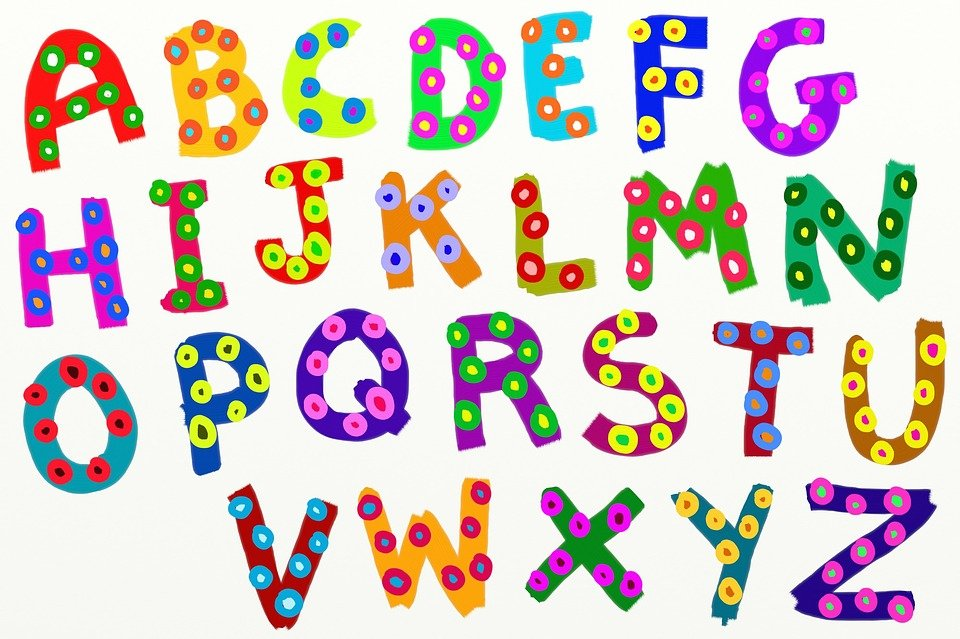 ABCDEFG
HIJKLMN
OPQRSTU
VWXYZ